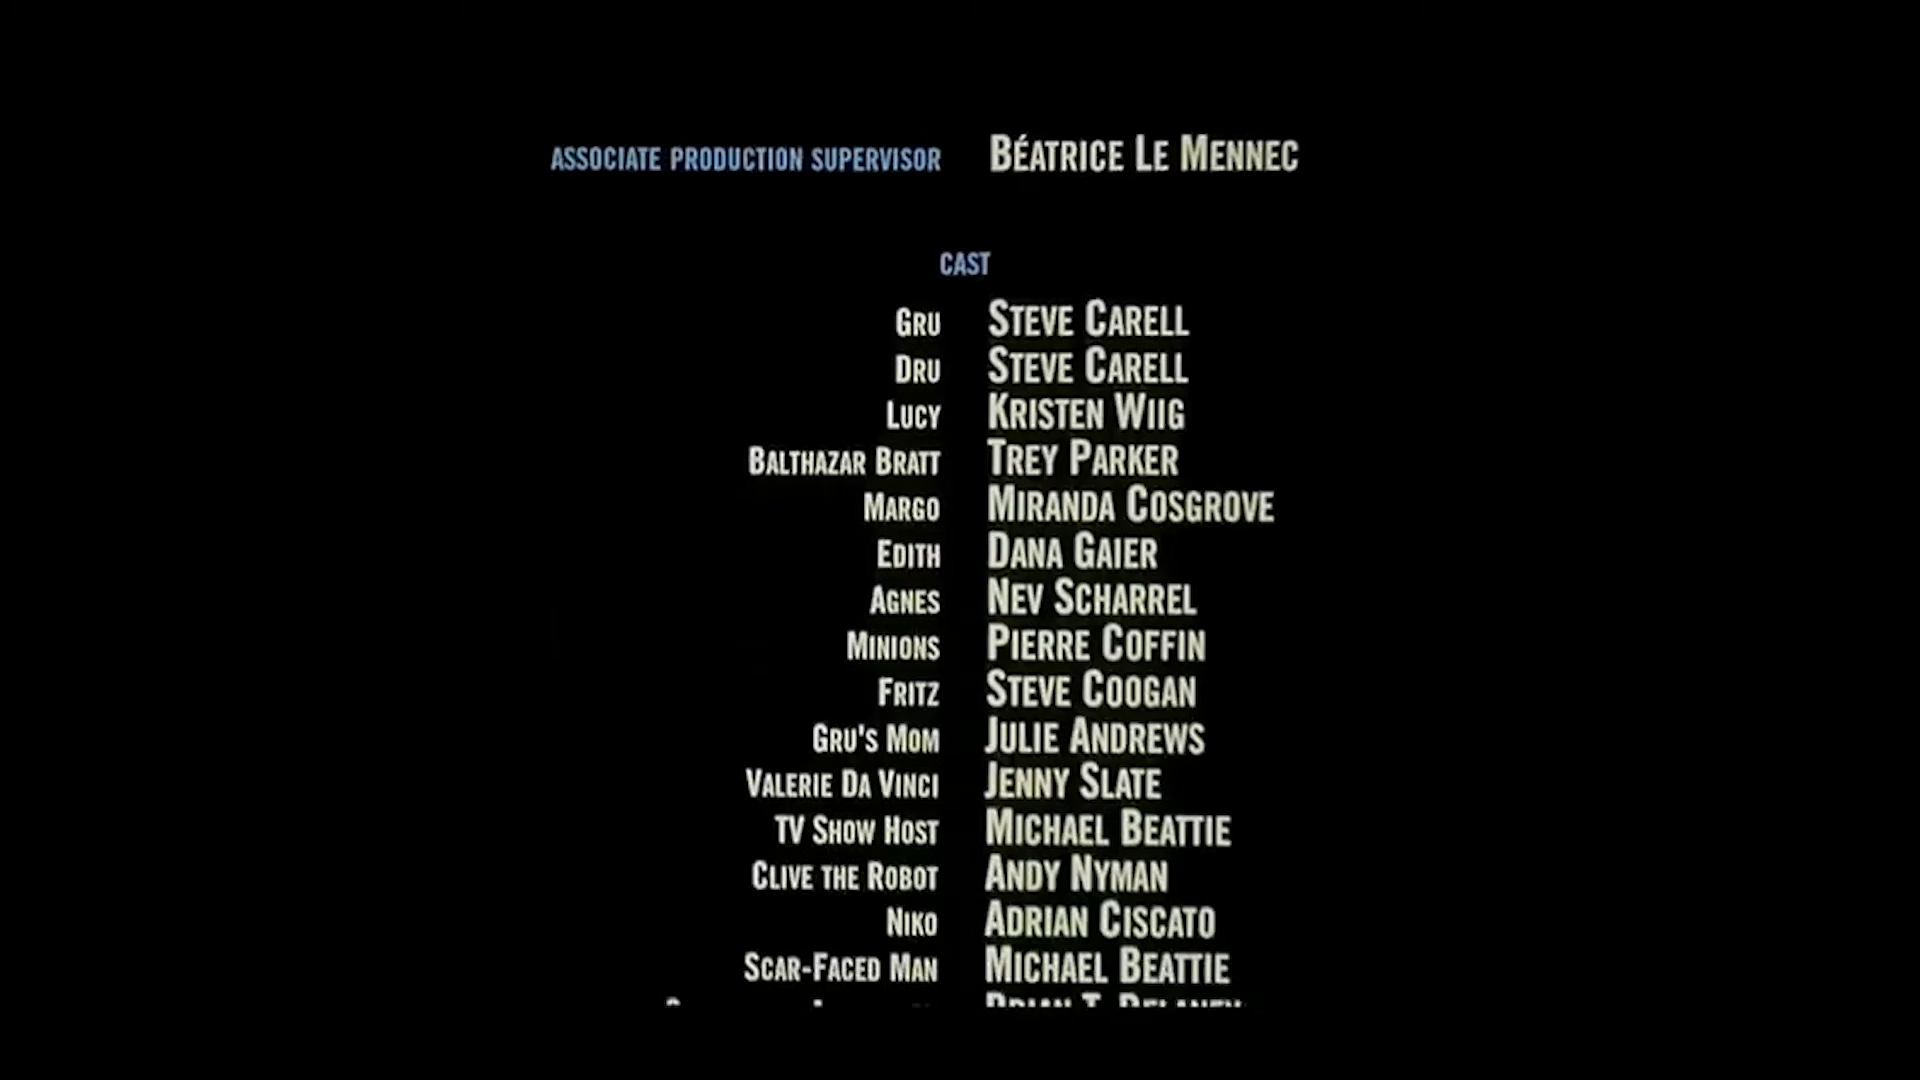 ASSOCIATE PRODUCTION SUPERVISOR BÉATRICE LE MENNEC
CAST
GRU STEVE CARELL
DRU STEVE CARELL
LUCY KRISTEN WIIG
BALTHAZAR BRATT TREY PARKER
MARGO MIRANDA COSGROVE
EDITH DANA GAIER
AGNES NEV SCHARREL
MINIONS PIERRE COFFIN
FRITZ STEVE COOGAN
GRU'S MOM JULIE ANDREWS
VALERIE DA VINCI JENNY SLATE
TV SHOW HOST MICHAEL BEATTIE
CLIVE THE ROBOT ANDY NYMAN
NIKO ADRIAN CISCATO
SCAR-FACED MAN MICHAEL BEATTIE
BRIAN T. DELANEY